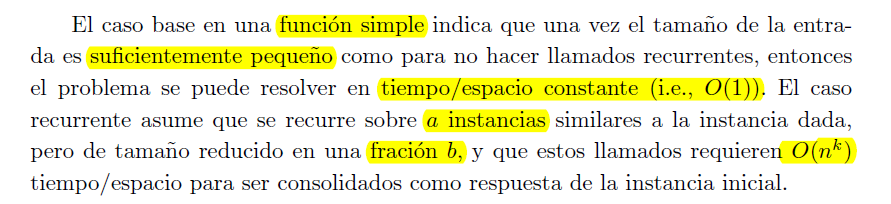 El caso base en una función simple indica que una vez el tamaño de la entra-
da es suficientemente pequeño como para no hacer llamados recurrentes, entonces
el problema se puede resolver en tiempo/espacio constante (i.e., O(1)). El caso
recurrente asume que se recurre sobre a instancias similares a la instancia dada,
pero de tamaño reducido en una fración b, y que estos llamados requieren O(n^k)
tiempo/espacio para ser consolidados como respuesta de la instancia inicial.